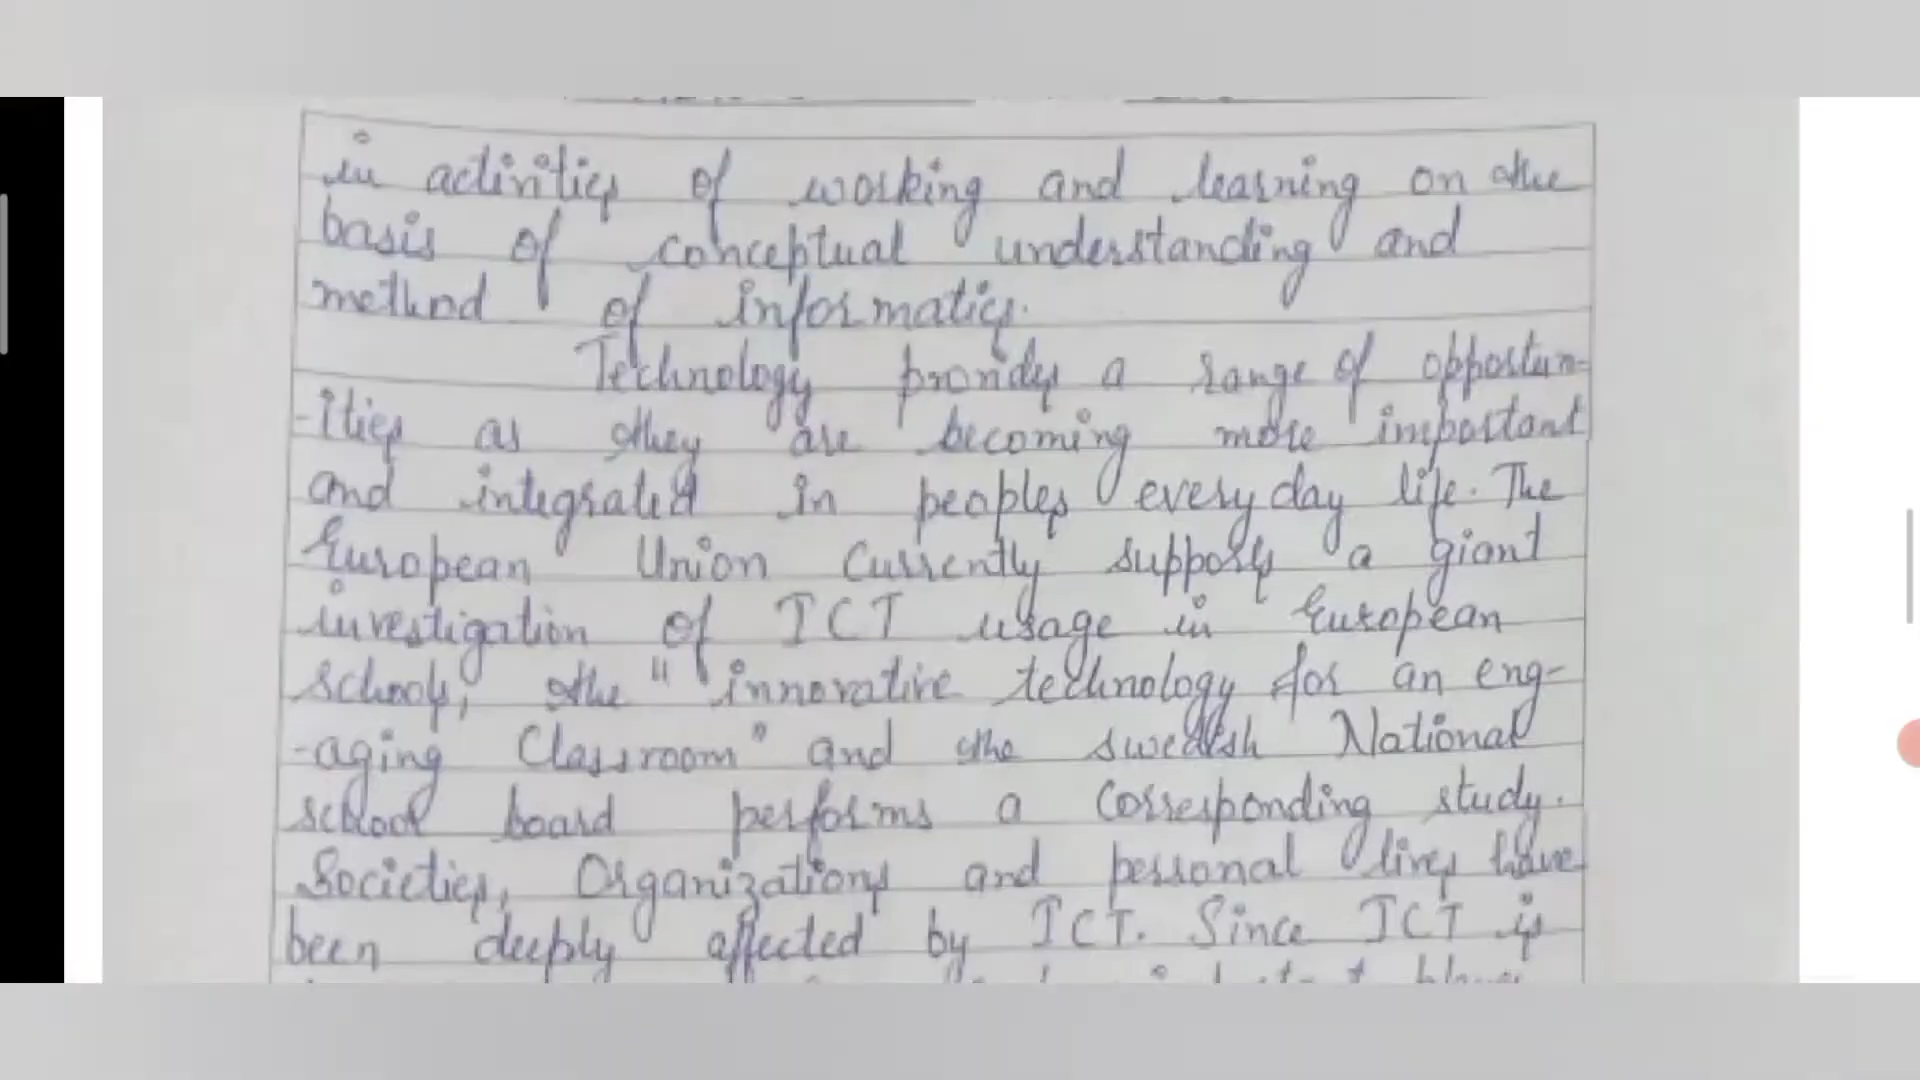 in activities of working and learning on the
basis of conceptual understanding and
method of informatics.
Technology provides a range of opportun-
-ities as they are becoming more important
and integrated in peoples every day life. The
European Union currently supports a giant
investigation of ICT usage in European
schools, the "innovative technology for an eng-
-aging Classroom" and the swedish National
school board performs a corresponding study.
Societies, Organizations and personal lives have
been deeply affected by ICT. Since ICT is